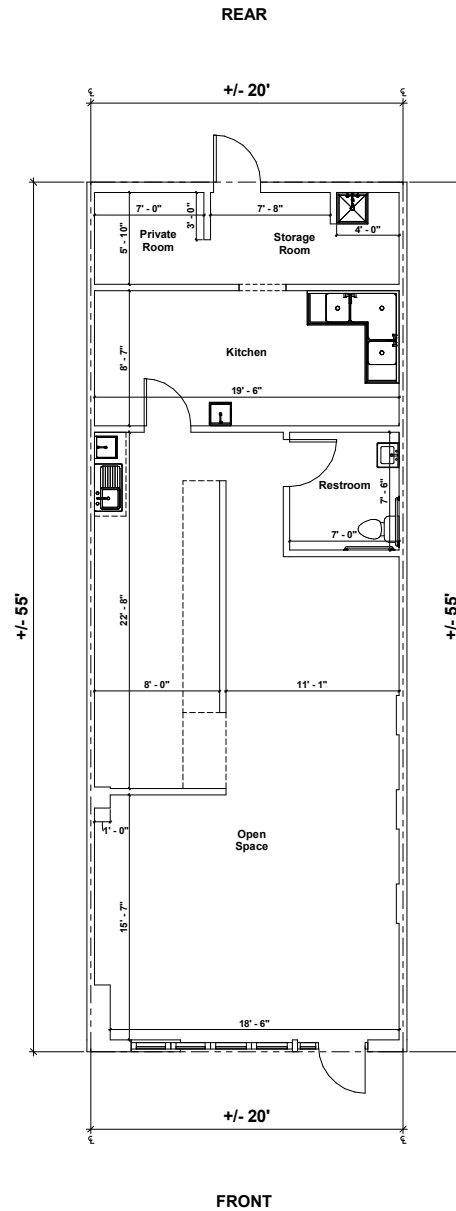 REAR
+/- 20'
7' - 0"
3' - 0"
7' - 8"
4' - 0"
5' - 10"
Private
Room
Storage
Room
8' - 7"
Kitchen
19' - 6"
Restroom
7' - 6"
7' - 0"
+/- 55'
+/- 55'
22' - 8"
8' - 0"
11' - 1"
1' - 0"
Open
Space
15' - 7"
18' - 6"
+/- 20'
FRONT